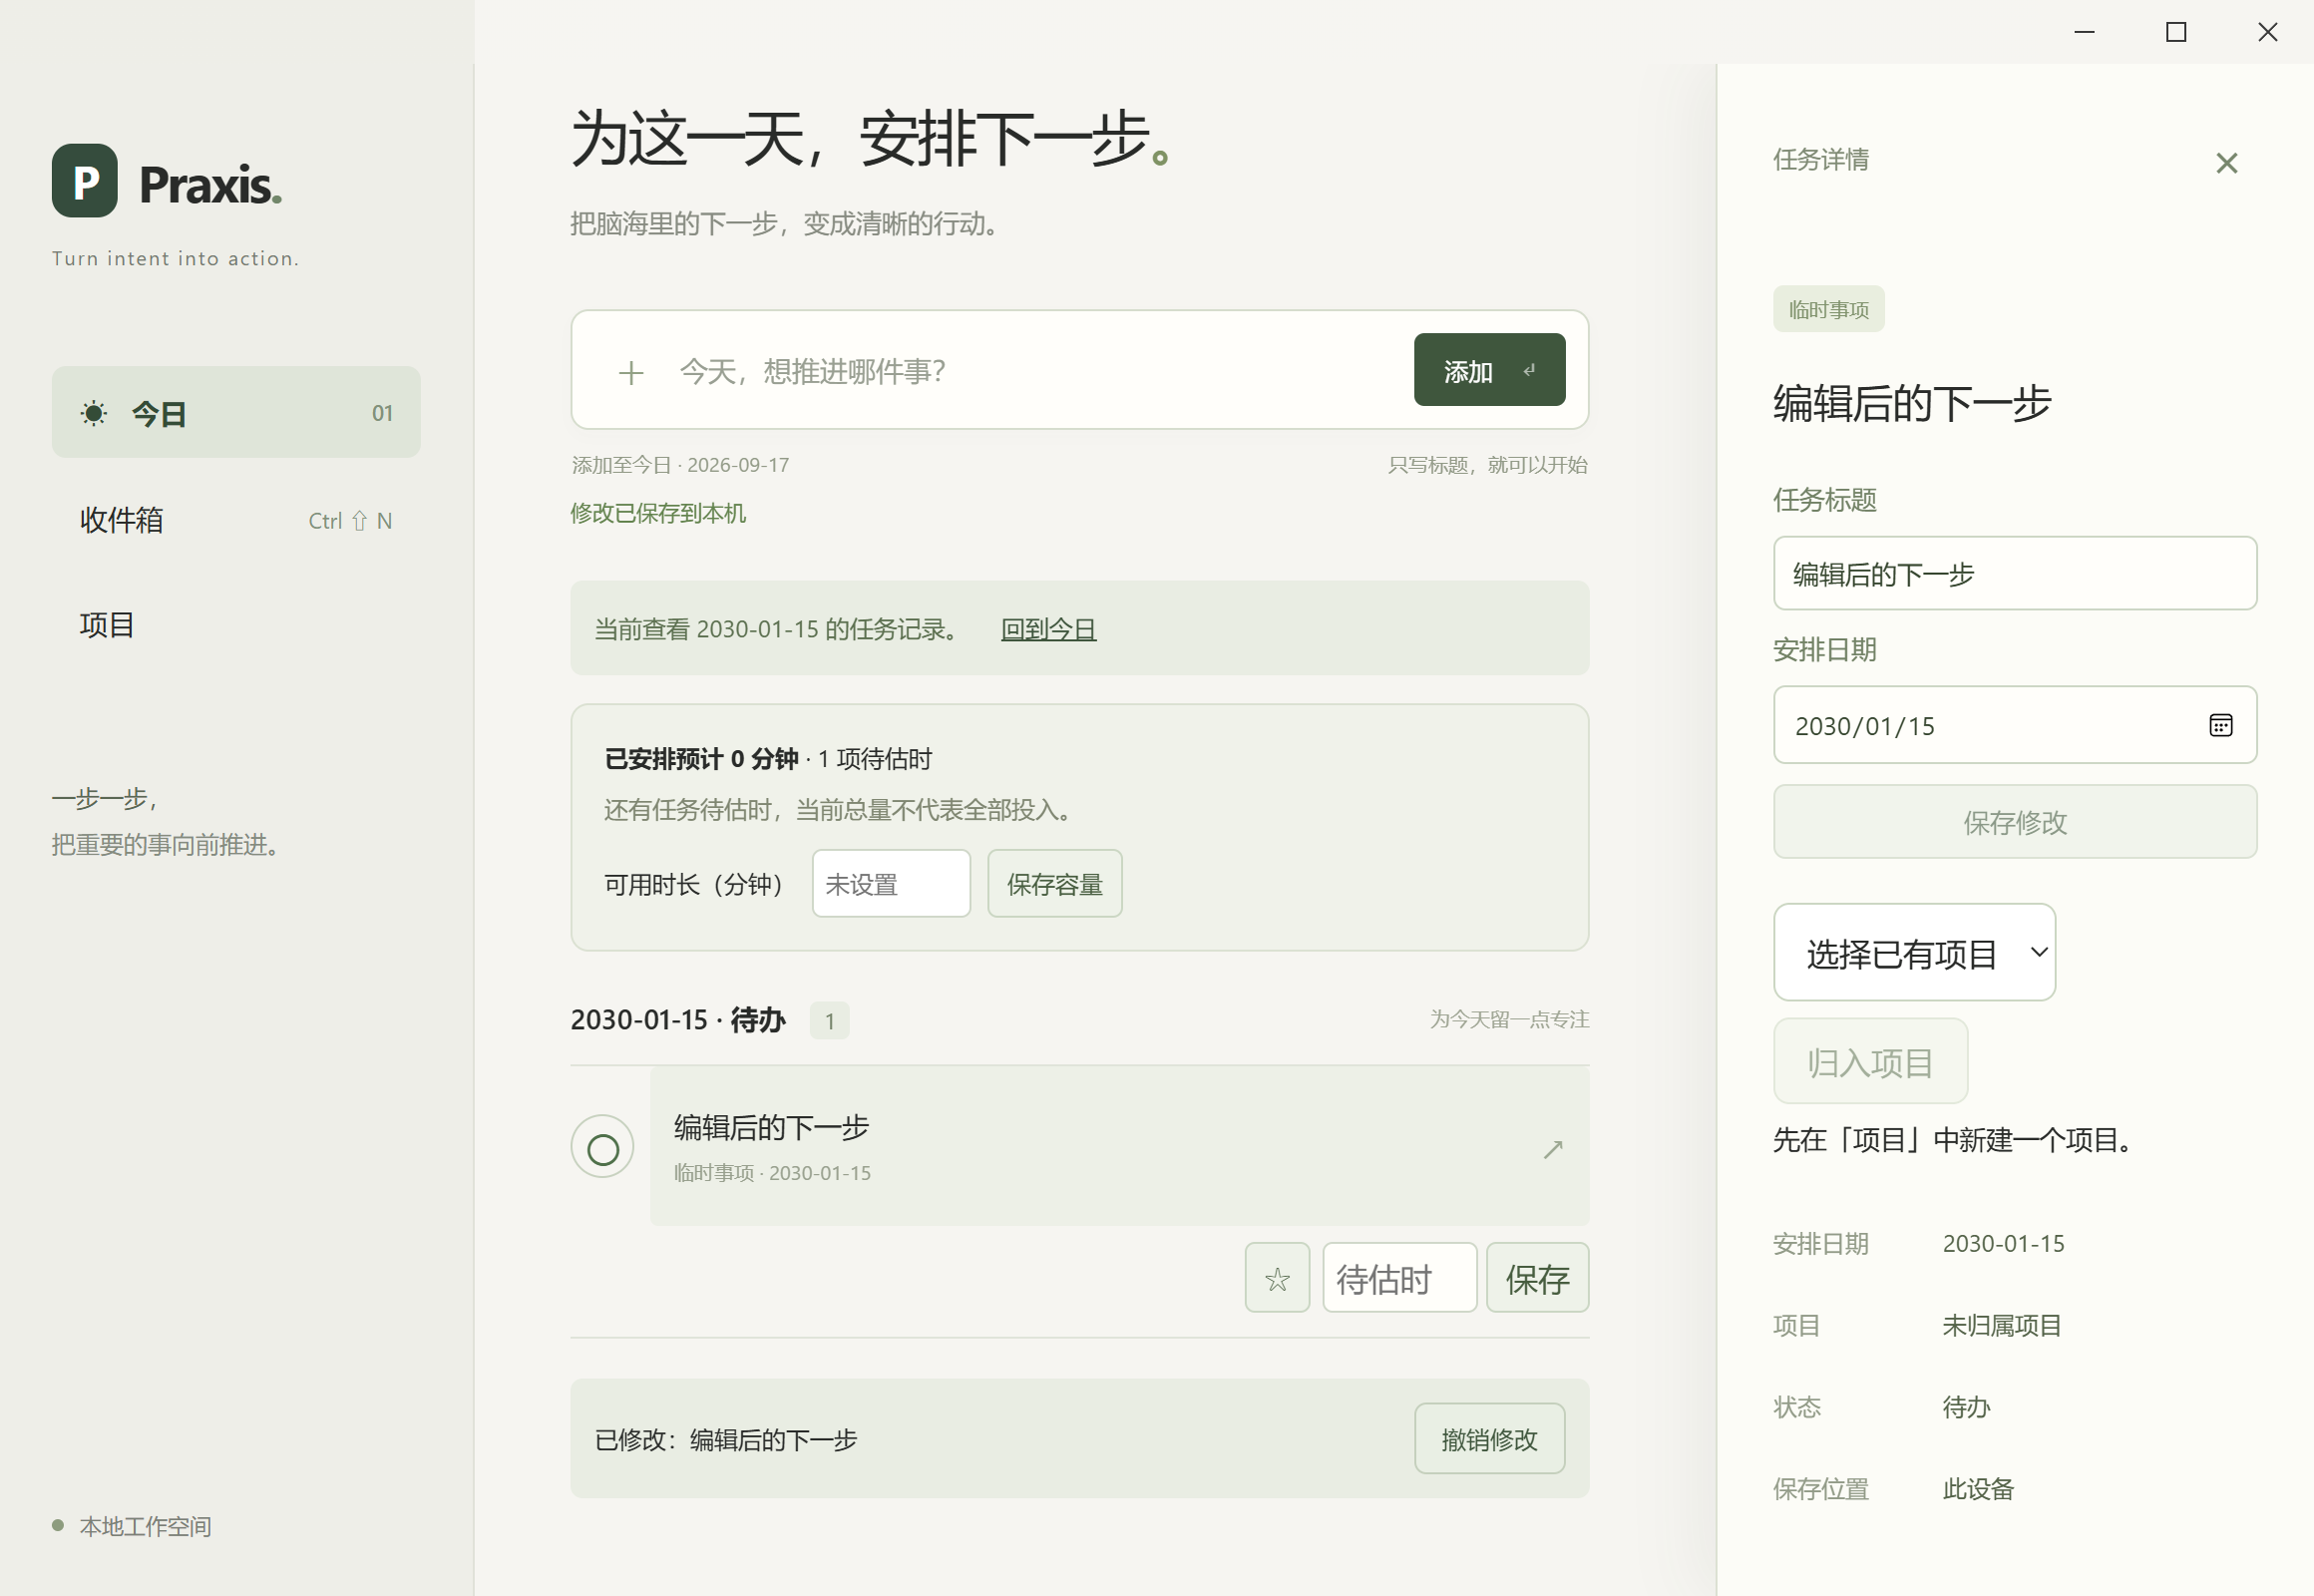 P Praxis.
Turn intent into action.
今日 01
收件箱 Ctrl ⇧ N
项目
一步一步，
把重要的事向前推进。
本地工作空间
为这一天，安排下一步。
把脑海里的下一步，变成清晰的行动。
今天，想推进哪件事？ 添加 ↵
添加至今日 · 2026-09-17 只写标题，就可以开始
修改已保存到本机
当前查看 2030-01-15 的任务记录。 回到今日
已安排预计 0 分钟 · 1 项待估时
还有任务待估时，当前总量不代表全部投入。
可用时长（分钟） 未设置 保存容量
2030-01-15 · 待办 1 为今天留一点专注
编辑后的下一步
临时事项 · 2030-01-15
☆ 待估时 保存
已修改：编辑后的下一步 撤销修改
任务详情
临时事项
编辑后的下一步
任务标题
编辑后的下一步
安排日期
2030/01/15
保存修改
选择已有项目
归入项目
先在「项目」中新建一个项目。
安排日期 2030-01-15
项目 未归属项目
状态 待办
保存位置 此设备